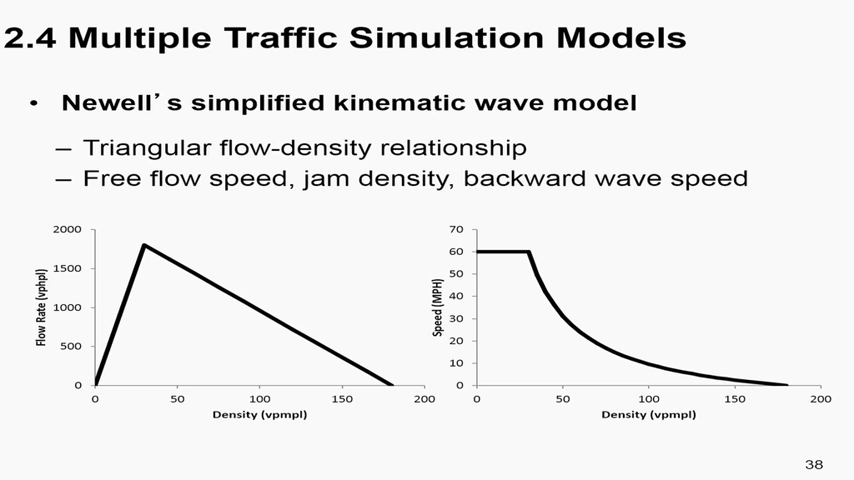 2.4 Multiple Traffic Simulation Models
• Newell's simplified kinematic wave model
– Triangular flow-density relationship
– Free flow speed, jam density, backward wave speed
2000
1500
1000
500
0
Flow Rate (vphpl)
0 50 100 150 200
Density (vpmpl)
70
60
50
40
30
20
10
0
Speed (MPH)
0 50 100 150 200
Density (vpmpl)
38